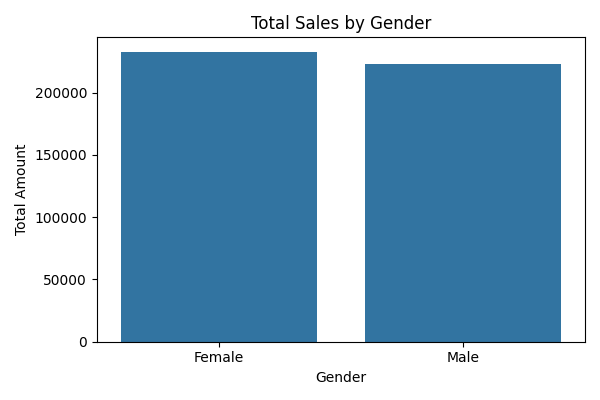 Total Sales by Gender
Total Amount
200000
150000
100000
50000
0
Female Male
Gender